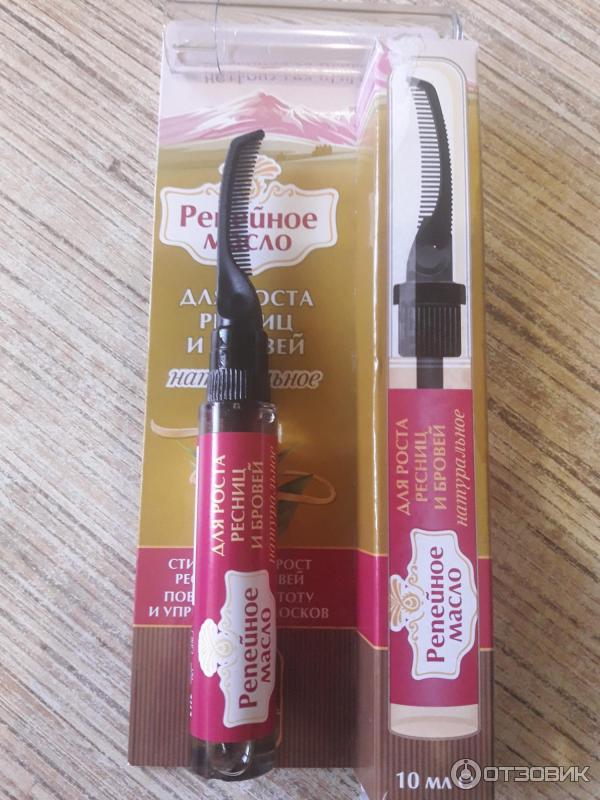 Репейное
масло
ДЛЯ РОСТА
РЕСНИЦ
И БРОВЕЙ
натуральное
ДЛЯ РОСТА
РЕСНИЦ
И БРОВЕЙ
натуральное
Репейное
масло
ДЛЯ РОСТА
РЕСНИЦ
И БРОВЕЙ
натуральное
Репейное
масло
10 мл
ОТЗОВИК